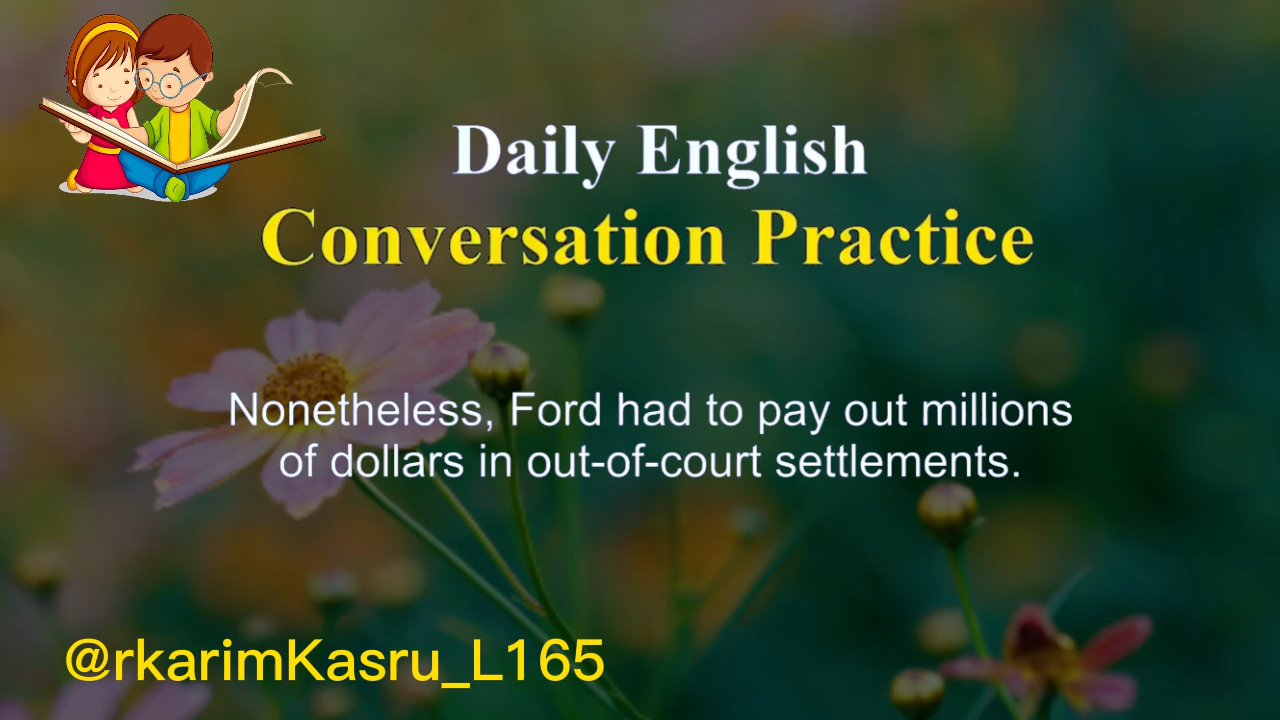 Daily English
Conversation Practice
Nonetheless, Ford had to pay out millions
of dollars in out-of-court settlements.
@rkarimKasru_L165